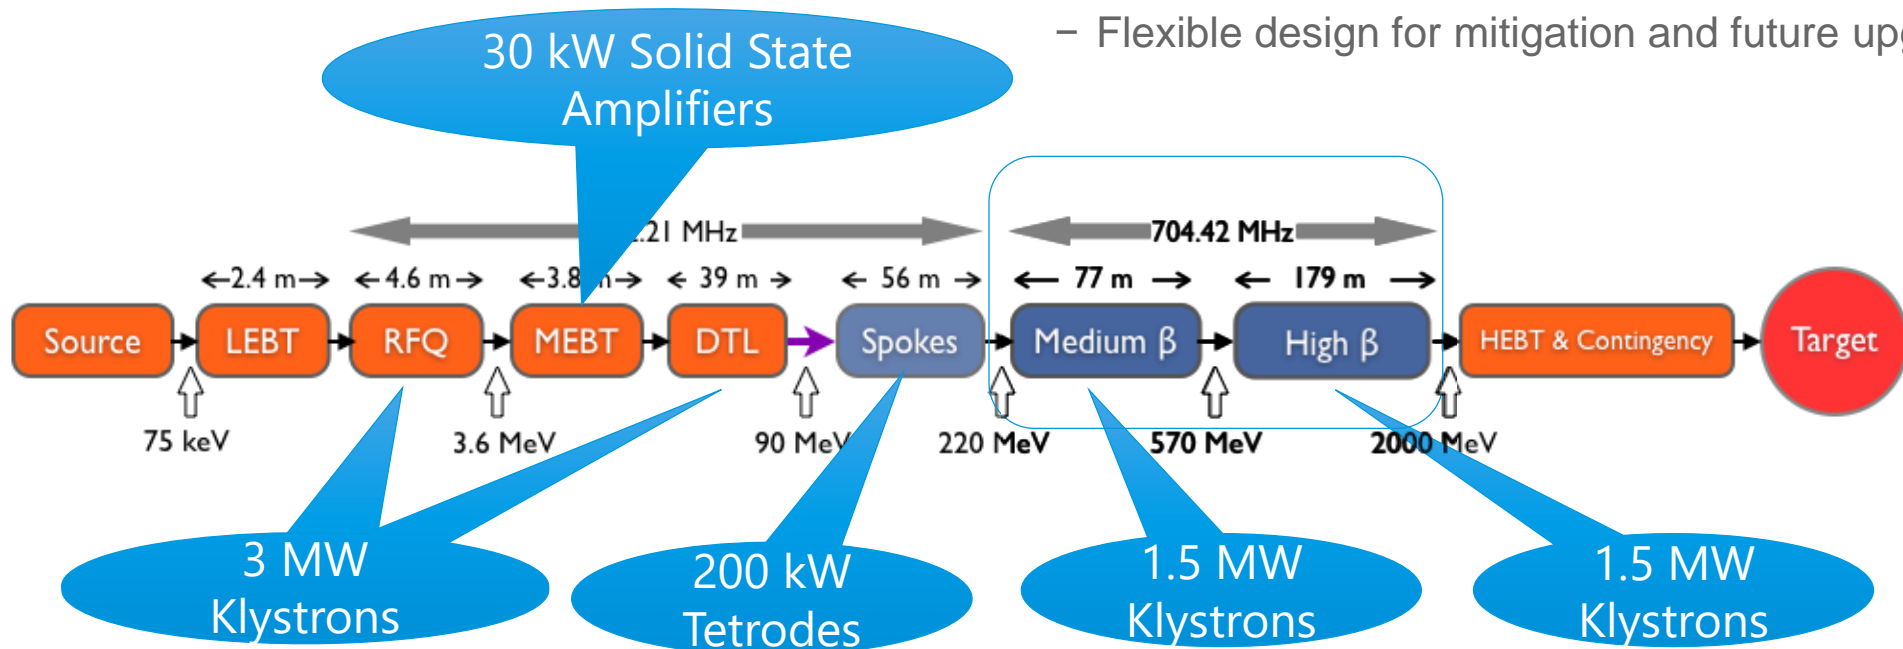 – Flexible design for mitigation and future
30 kW Solid State
Amplifiers
.21 MHz
704.42 MHz
2.4 m
4.6 m
3.8
39 m
56 m
77 m
179 m
Source
LEBT
RFQ
MEBT
DTL
Spokes
Medium β
High β
HEBT & Contingency
Target
75 keV
3.6 MeV
90 MeV
220 MeV
570 MeV
2000 MeV
3 MW
Klystrons
200 kW
Tetrodes
1.5 MW
Klystrons
1.5 MW
Klystrons